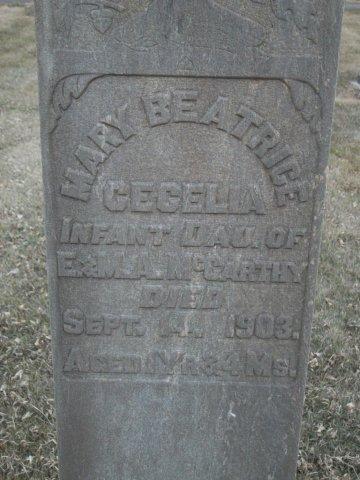 MARY BEATRICE
CECELIA
INFANT DAU. OF
E. & M. A. MCCARTHY
DIED
SEPT. 14. 1903.
AGED 1 YR. & 4 MS.